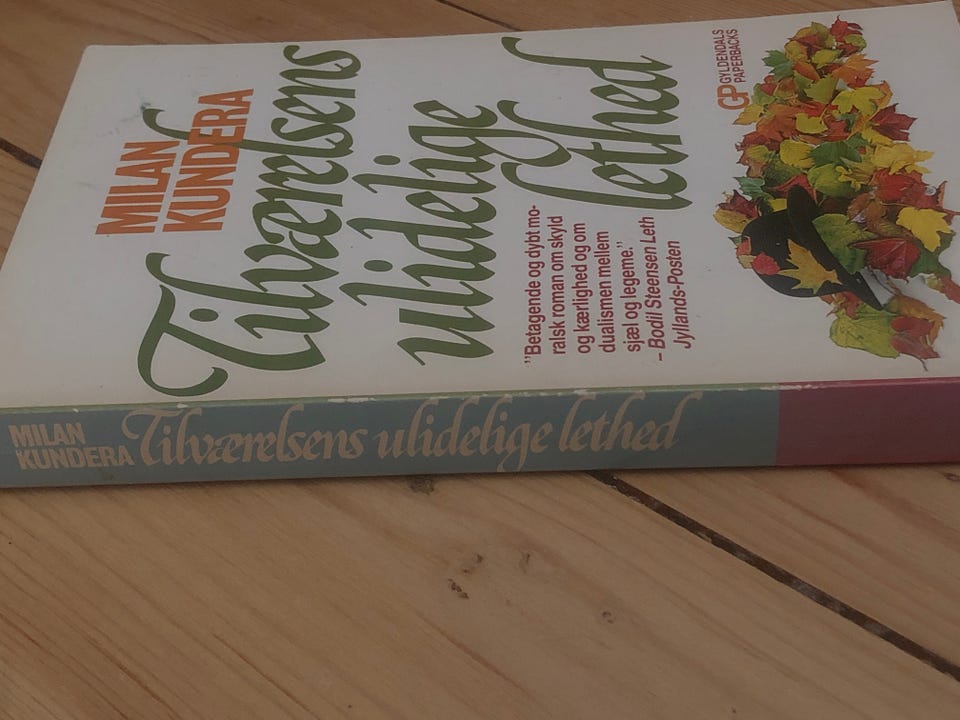 MILAN
KUNDERA
Tilværelsens
ulidelige
lethed
"Betagende og dybt mo-
ralsk roman om skyld
og kærlighed og om
dualismen mellem
sjæl og legeme."
– Bodil Steensen Leth
Jyllands-Posten
GP GYLDENDALS
PAPERBACKS
MILAN
KUNDERA
Tilværelsens ulidelige lethed